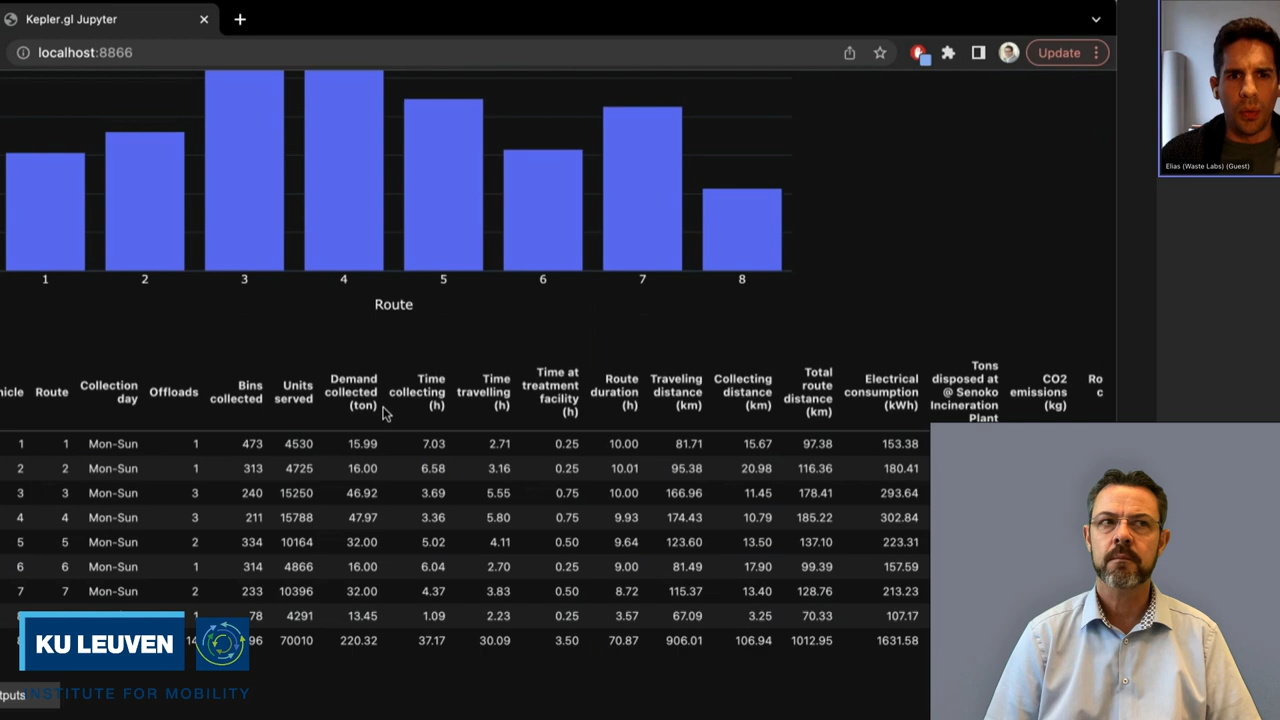 Kepler.gl Jupyter
localhost:8866
Update
Elias (Waste Labs) (Guest)
1 2 3 4 5 6 7 8
Route
hicle Route Collection day Offloads Bins collected Units served Demand collected (ton) Time collecting (h) Time travelling (h) Time at treatment facility (h) Route duration (h) Traveling distance (km) Collecting distance (km) Total route distance (km) Electrical consumption (kWh) Tons disposed at @ Senoko Incineration Plant CO2 emissions (kg) Ro c
1 1 Mon-Sun 1 473 4530 15.99 7.03 2.71 0.25 10.00 81.71 15.67 97.38 153.38
2 2 Mon-Sun 1 313 4725 16.00 6.58 3.16 0.25 10.01 95.38 20.98 116.36 180.41
3 3 Mon-Sun 3 240 15250 46.92 3.69 5.55 0.75 10.00 166.96 11.45 178.41 293.64
4 4 Mon-Sun 3 211 15788 47.97 3.36 5.80 0.75 9.93 174.43 10.79 185.22 302.84
5 5 Mon-Sun 2 334 10164 32.00 5.02 4.11 0.50 9.64 123.60 13.50 137.10 223.31
6 6 Mon-Sun 1 314 4866 16.00 6.04 2.70 0.25 9.00 81.49 17.90 99.39 157.59
7 7 Mon-Sun 2 233 10396 32.00 4.37 3.83 0.50 8.72 115.37 13.40 128.76 213.23
1 78 4291 13.45 1.09 2.23 0.25 3.57 67.09 3.25 70.33 107.17
14 96 70010 220.32 37.17 30.09 3.50 70.87 906.01 106.94 1012.95 1631.58
KU LEUVEN
tputs
INSTITUTE FOR MOBILITY